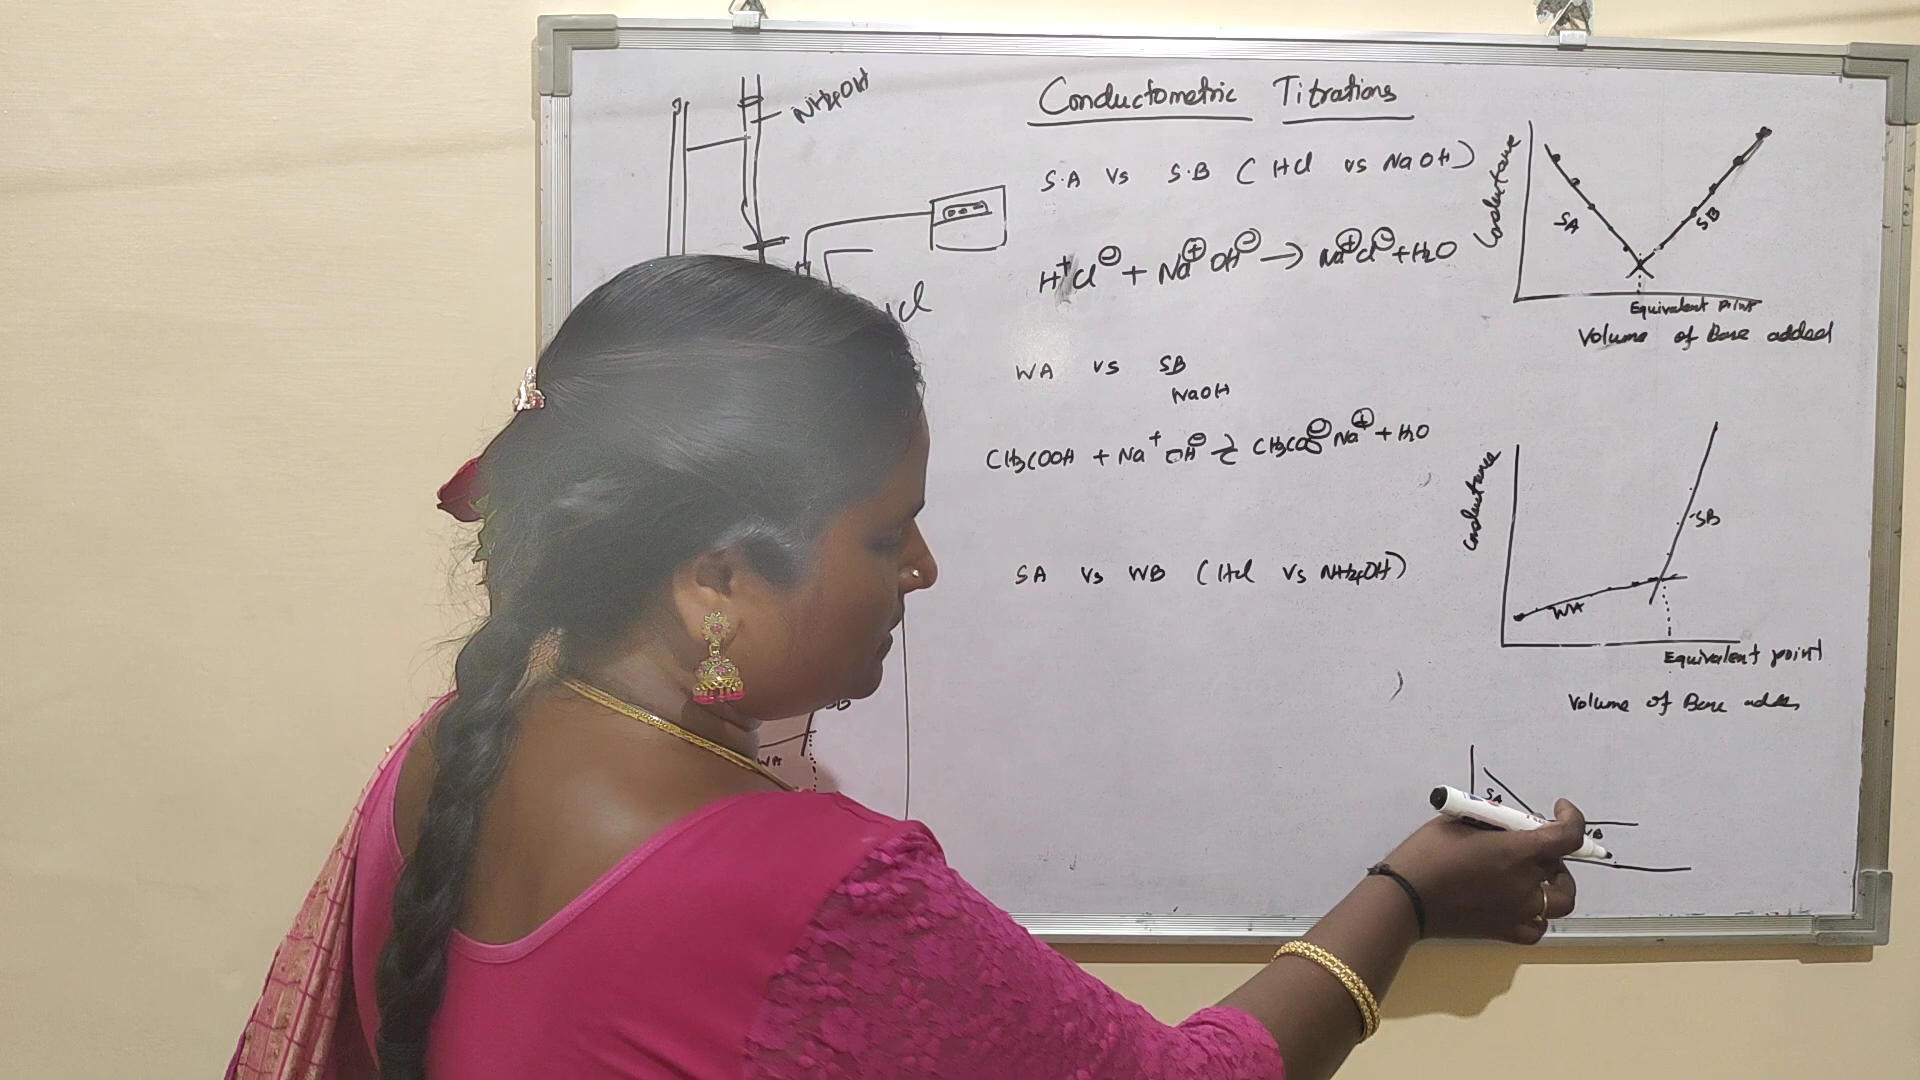 Conductometric Titrations
NH4OH
S.A vs S.B ( HCl vs NaOH )
H+Cl⊖ + Na⊕ OH⊖ → Na⊕Cl⊖ + H2O
WA vs SB
NaOH
CH3COOH + Na+ OH⊖ ⇌ CH3COO⊖ Na⊕ + H2O
SA vs WB ( HCl vs NH4OH )
Conductance
SA
SB
Equivalent point
Volume of Base added
Conductance
SB
WA
Equivalent point
Volume of Base
SA
SB
WA